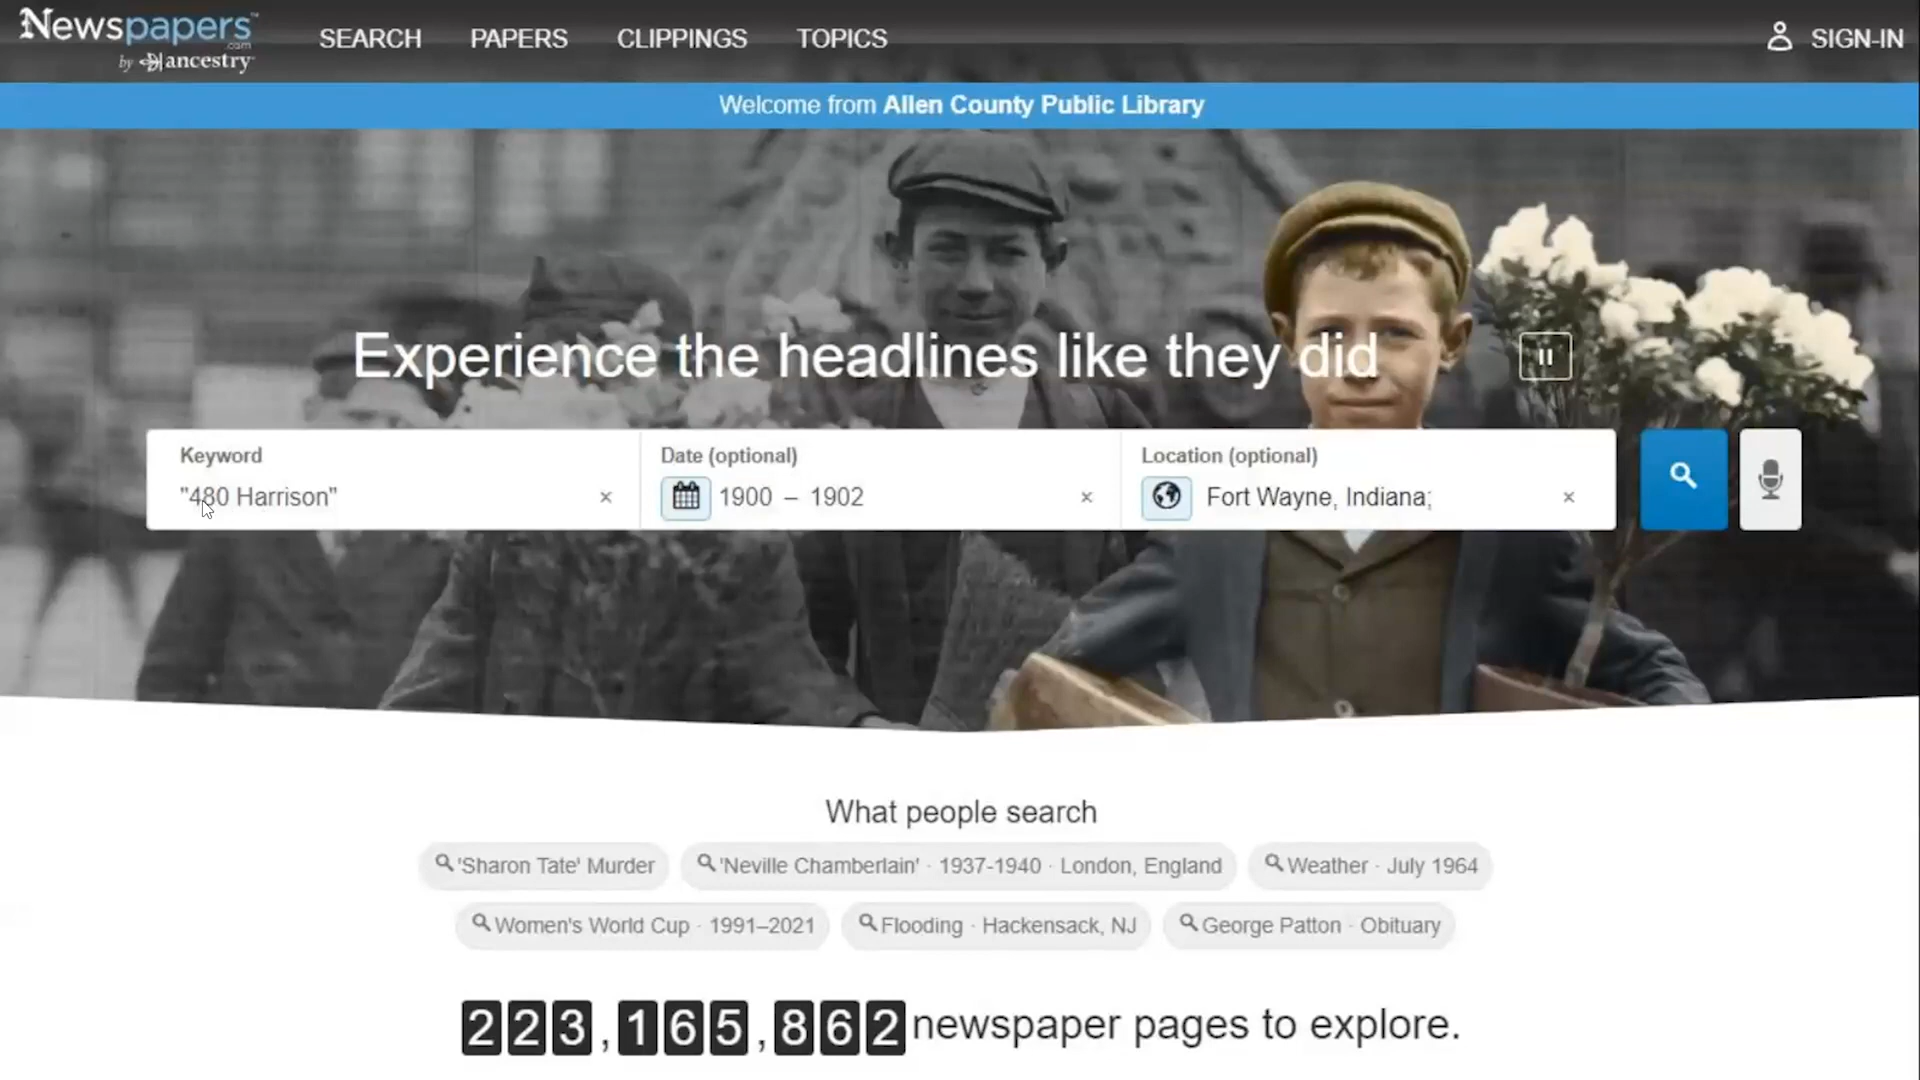 Newspapers™
.com
by ancestry
SEARCH PAPERS CLIPPINGS TOPICS SIGN-IN
Welcome from Allen County Public Library
Experience the headlines like they did
Keyword Date (optional) Location (optional)
"480 Harrison" × 1900 – 1902 × Fort Wayne, Indiana; ×
What people search
'Sharon Tate' Murder 'Neville Chamberlain' · 1937-1940 · London, England Weather · July 1964
Women's World Cup · 1991–2021 Flooding · Hackensack, NJ George Patton · Obituary
223,165,862 newspaper pages to explore.